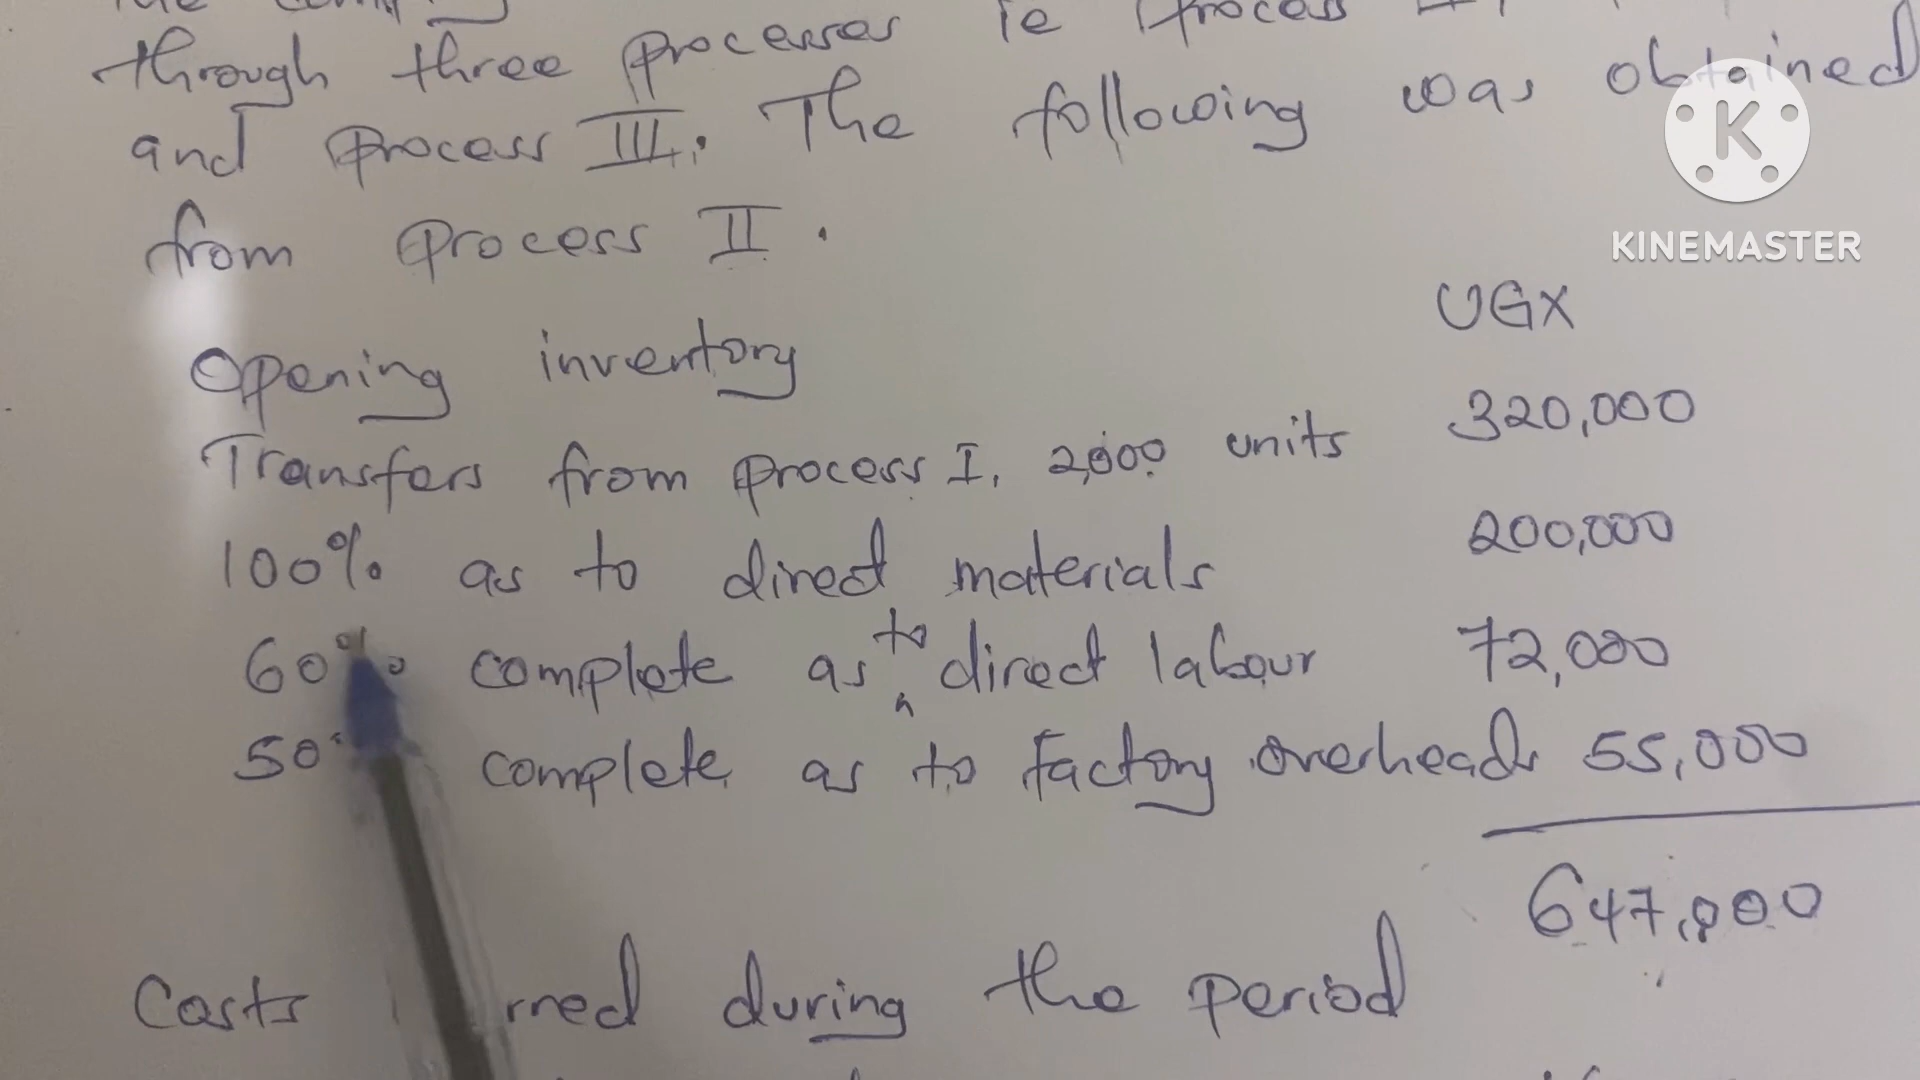 through three processes ie Process
and process III. The following was obtained
from process II.
UGX
Opening inventory
Transfers from process I, 2,000 units 320,000
100% as to direct materials 200,000
60% complete as to direct labour 72,000
50% complete as to factory overheads 55,000
647,000
Costs during the period
K
KINEMASTER